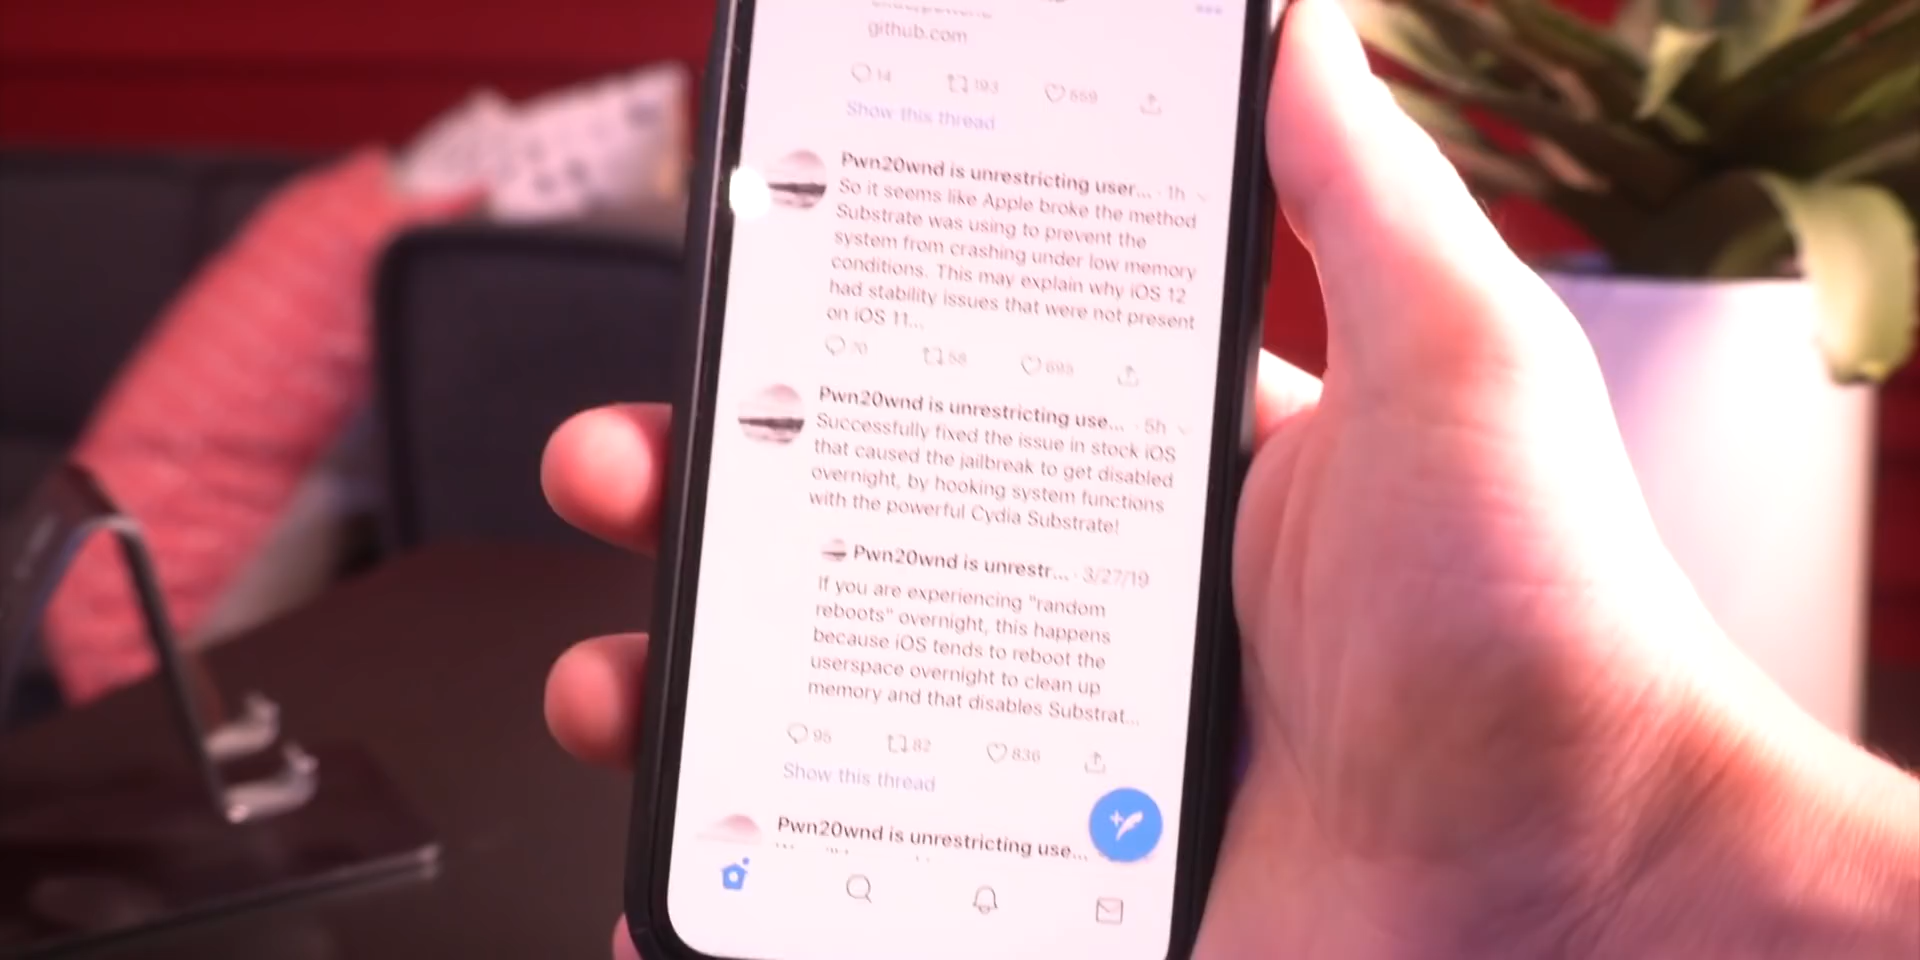 github.com
14 193 559
Show this thread
Pwn20wnd is unrestricting user... · 1h
So it seems like Apple broke the method
Substrate was using to prevent the
system from crashing under low memory
conditions. This may explain why iOS 12
had stability issues that were not present
on iOS 11...
70 58 693
Pwn20wnd is unrestricting use... · 5h
Successfully fixed the issue in stock iOS
that caused the jailbreak to get disabled
overnight, by hooking system functions
with the powerful Cydia Substrate!
Pwn20wnd is unrestr... · 3/27/19
If you are experiencing "random
reboots" overnight, this happens
because iOS tends to reboot the
userspace overnight to clean up
memory and that disables Substrat...
95 82 836
Show this thread
Pwn20wnd is unrestricting use...